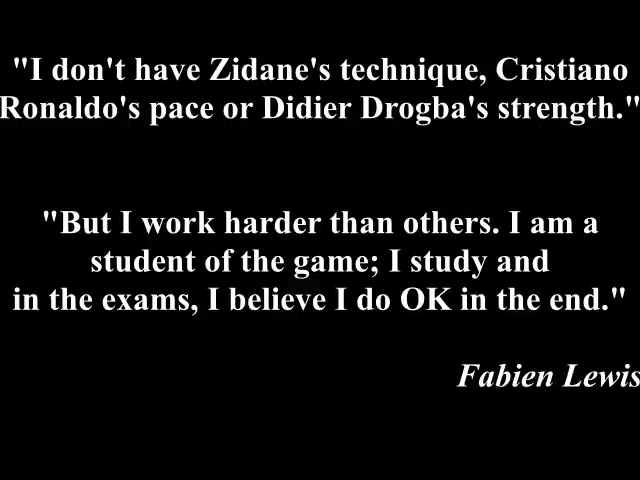 "I don't have Zidane's technique, Cristiano
Ronaldo's pace or Didier Drogba's strength."
"But I work harder than others. I am a
student of the game; I study and
in the exams, I believe I do OK in the end."
Fabien Lewis